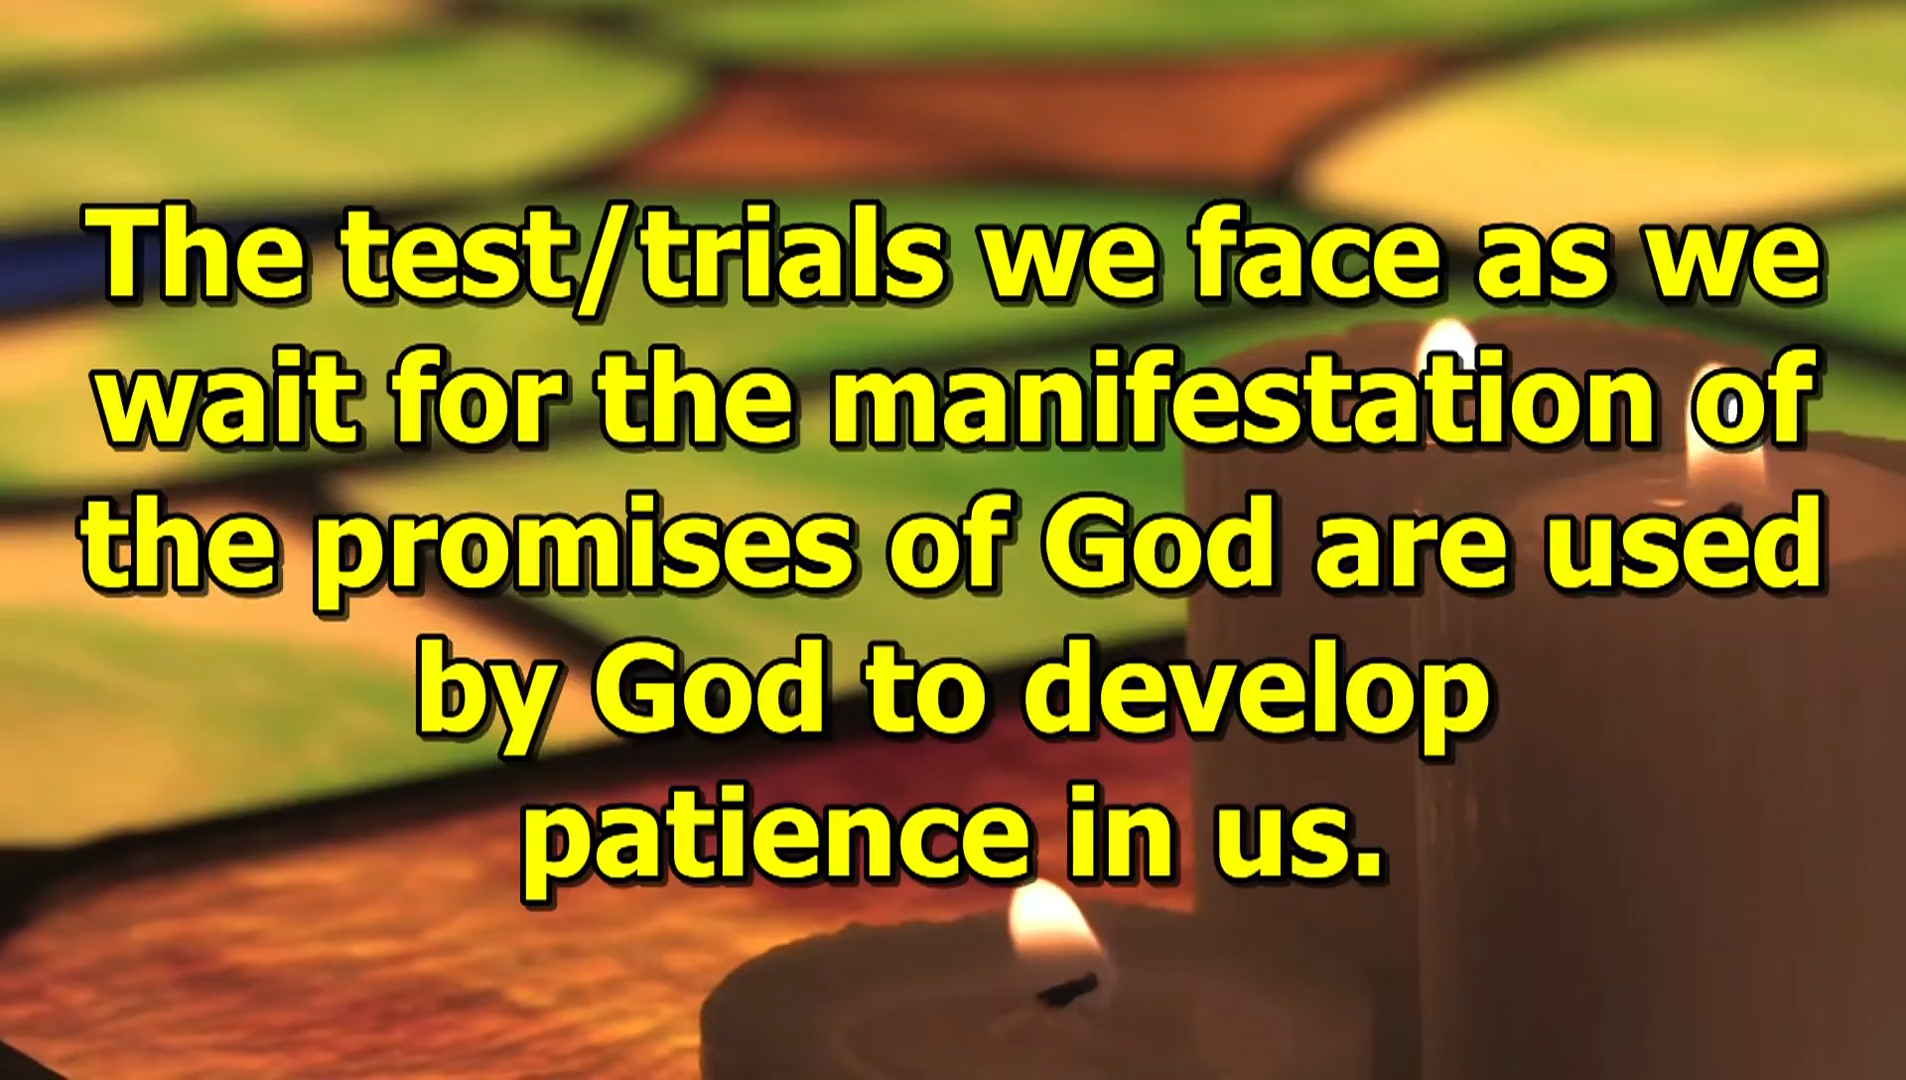 The test/trials we face as we
wait for the manifestation of
the promises of God are used
by God to develop
patience in us.